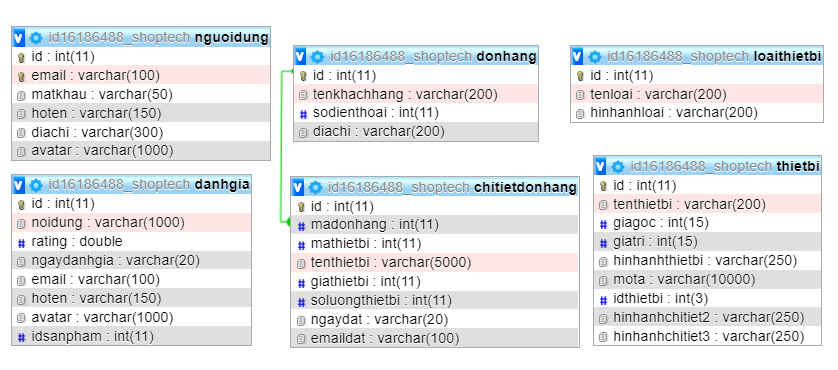 id16186488_shoptech nguoidung
id : int(11)
email : varchar(100)
matkhau : varchar(50)
hoten : varchar(150)
diachi : varchar(300)
avatar : varchar(1000)
id16186488_shoptech donhang
id : int(11)
tenkhachhang : varchar(200)
sodienthoai : int(11)
diachi : varchar(200)
id16186488_shoptech loaithietbi
id : int(11)
tenloai : varchar(200)
hinhanhloai : varchar(200)
id16186488_shoptech danhgia
id : int(11)
noidung : varchar(1000)
rating : double
ngaydanhgia : varchar(20)
email : varchar(100)
hoten : varchar(150)
avatar : varchar(1000)
idsanpham : int(11)
id16186488_shoptech chitietdonhang
id : int(11)
madonhang : int(11)
mathietbi : int(11)
tenthietbi : varchar(5000)
giathietbi : int(11)
soluongthietbi : int(11)
ngaydat : varchar(20)
emaildat : varchar(100)
id16186488_shoptech thietbi
id : int(11)
tenthietbi : varchar(200)
giagoc : int(15)
giatri : int(15)
hinhanhthietbi : varchar(250)
mota : varchar(10000)
idthietbi : int(3)
hinhanhchitiet2 : varchar(250)
hinhanhchitiet3 : varchar(250)